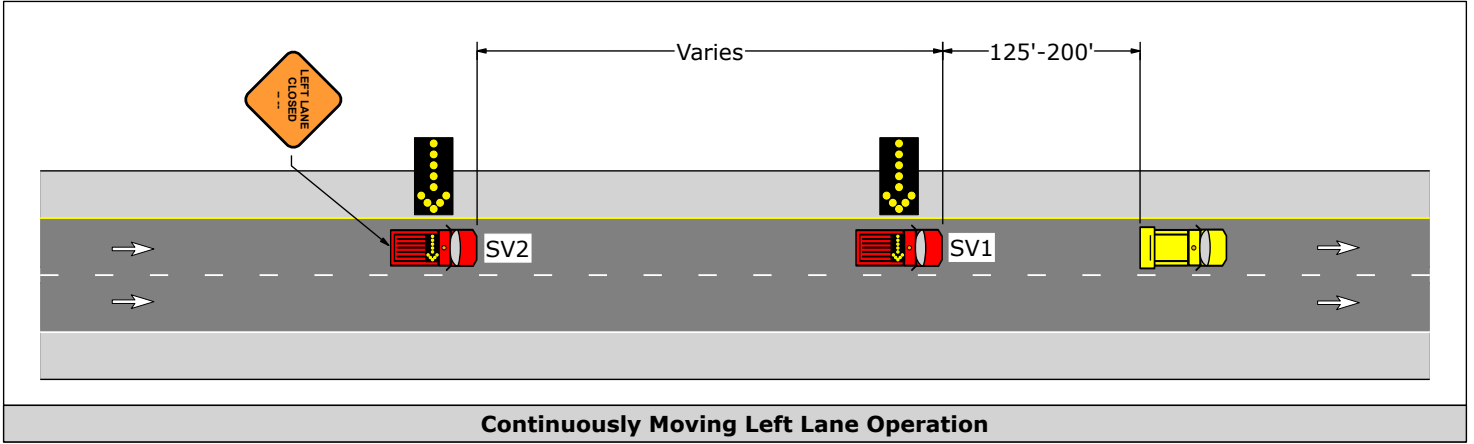 Varies
125'-200'
LEFT LANE
CLOSED
-- --
SV2
SV1
Continuously Moving Left Lane Operation